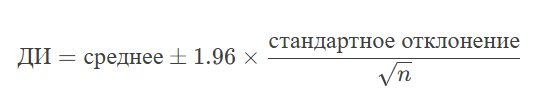 ДИ = среднее ± 1.96 × стандартное отклонение / √n